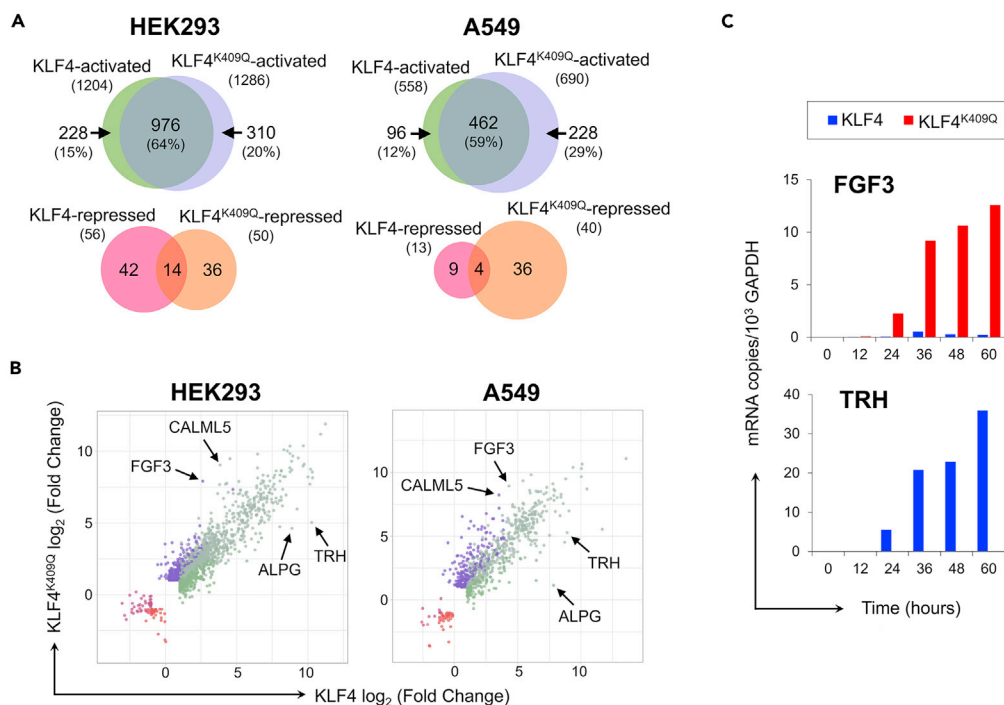 A
HEK293
KLF4-activated
(1204)
KLF4K409Q-activated
(1286)
228
(15%)
976
(64%)
310
(20%)
KLF4-repressed
(56)
KLF4K409Q-repressed
(50)
42
14
36
A549
KLF4-activated
(558)
KLF4K409Q-activated
(690)
96
(12%)
462
(59%)
228
(29%)
KLF4-repressed
(13)
KLF4K409Q-repressed
(40)
9
4
36
B
HEK293
KLF4K409Q log2 (Fold Change)
10
5
0
CALML5
FGF3
TRH
ALPG
0 5 10
A549
10
5
0
FGF3
CALML5
TRH
ALPG
0 5 10
KLF4 log2 (Fold Change)
C
KLF4 KLF4K409Q
mRNA copies/103 GAPDH
FGF3
15
10
5
0
0 12 24 36 48 60
TRH
40
30
20
10
0
0 12 24 36 48 60
Time (hours)